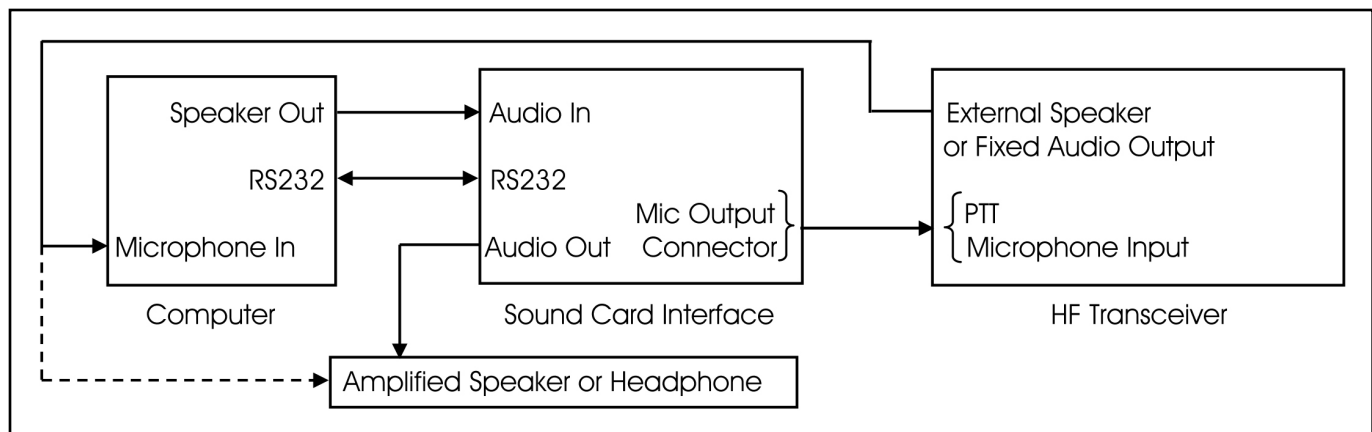 Speaker Out
RS232
Microphone In
Computer
Audio In
RS232
Mic Output
Connector
Audio Out
Sound Card Interface
External Speaker
or Fixed Audio Output
PTT
Microphone Input
HF Transceiver
Amplified Speaker or Headphone